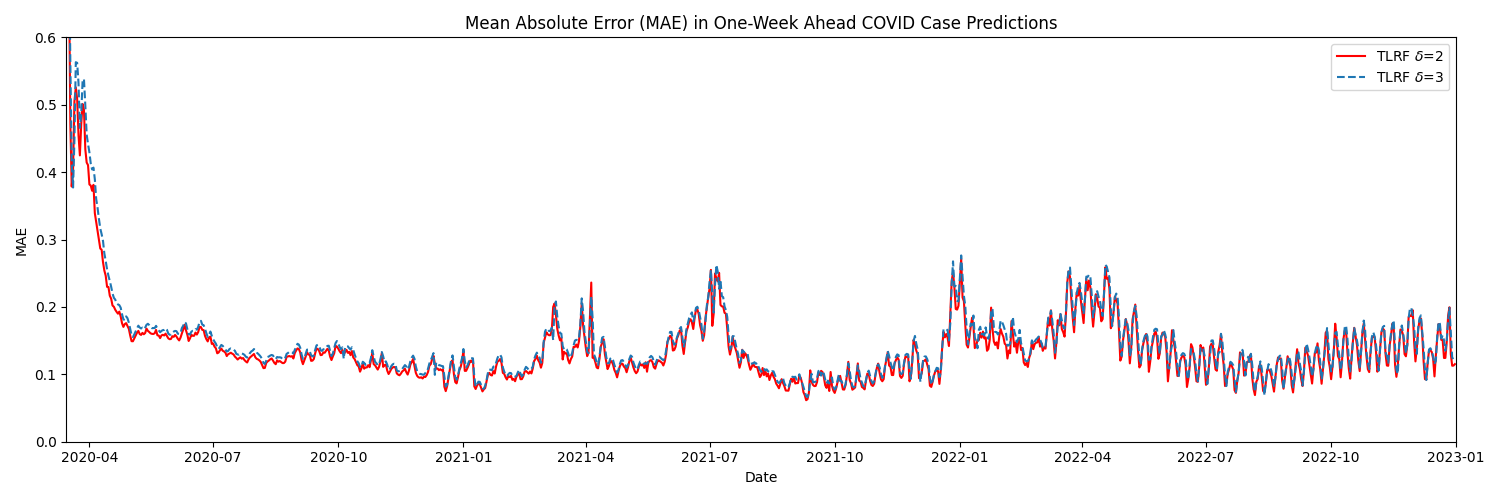 Mean Absolute Error (MAE) in One-Week Ahead COVID Case Predictions
0.6
0.5
0.4
0.3
0.2
0.1
0.0
MAE
TLRF δ=2
TLRF δ=3
2020-04 2020-07 2020-10 2021-01 2021-04 2021-07 2021-10 2022-01 2022-04 2022-07 2022-10 2023-01
Date